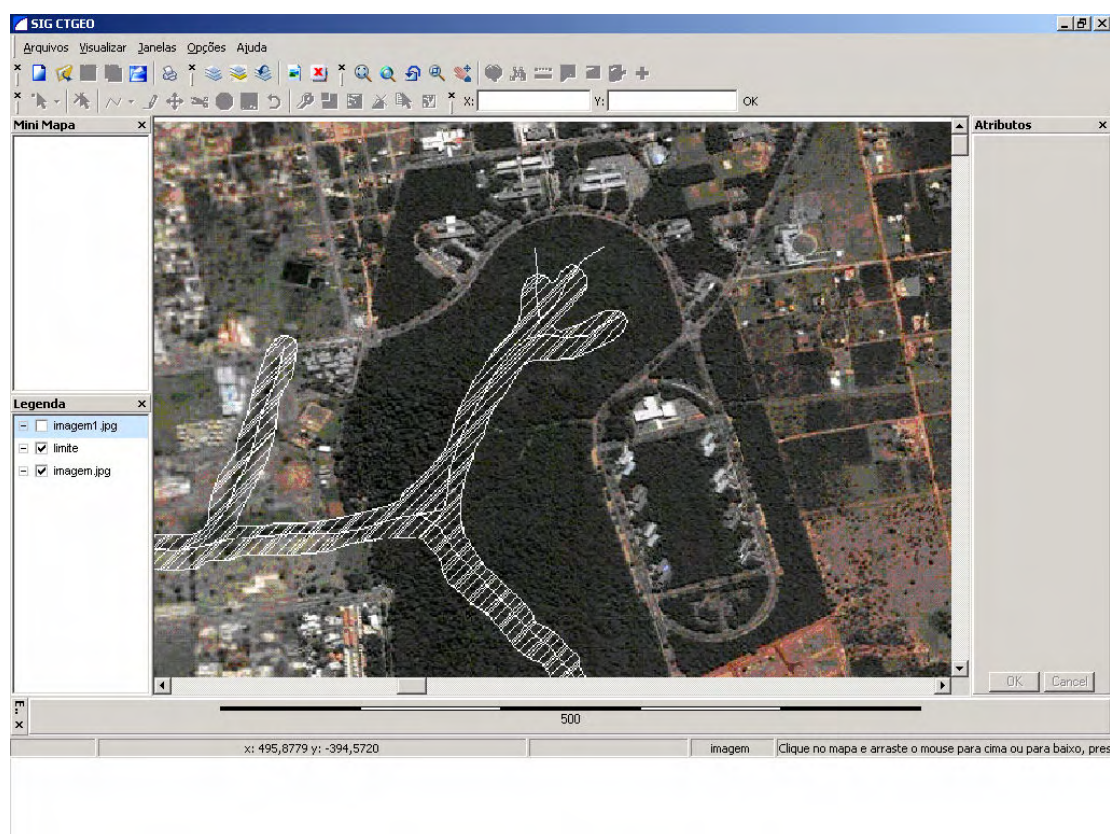 SIG CTGEO
Arquivos Visualizar Janelas Opções Ajuda
X: Y: OK
Mini Mapa
Atributos
Legenda
imagem1.jpg
limite
imagem.jpg
OK Cancel
500
x: 495,8779 y: -394,5720 imagem Clique no mapa e arraste o mouse para cima ou para baixo, pres